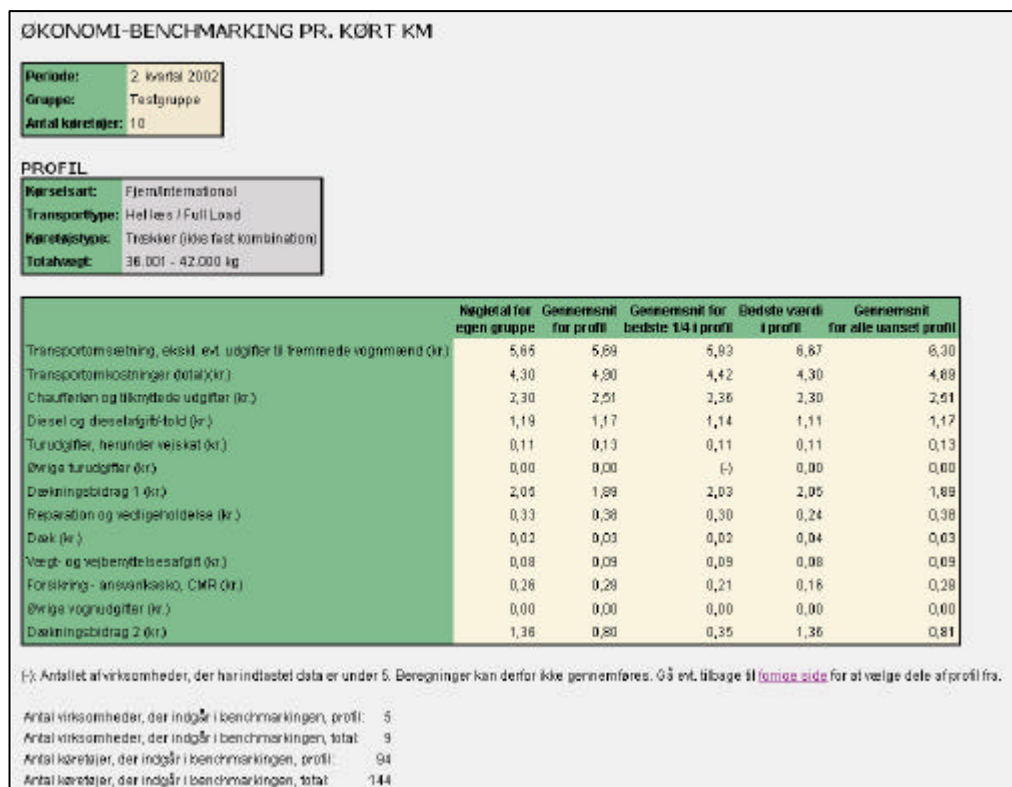 ØKONOMI-BENCHMARKING PR. KØRT KM
Periode: 2. kvartal 2002
Gruppe: Testgruppe
Antal køretøjer: 10
PROFIL
Kørselsart: Fjern/International
Transporttype: Hel læs / Full Load
Køretøjstype: Trækker (ikke fast kombination)
Totalvægt: 36.001 - 42.000 kg
Nøgletal for egen gruppe Gennemsnit for profil Gennemsnit for bedste 1/4 i profil Bedste værdi i profil Gennemsnit for alle uanset profil
Transportomsætning, ekskl. evt. udgifter til fremmede vognmænd (kr.) 5,65 5,69 5,93 6,67 6,30
Transportomkostninger (total)(kr.) 4,30 4,90 4,42 4,30 4,89
Chaufførløn og tilknyttede udgifter (kr.) 2,30 2,51 2,36 2,30 2,51
Diesel og dieselafgift/-told (kr.) 1,19 1,17 1,14 1,11 1,17
Turudgifter, herunder vejskat (kr.) 0,11 0,13 0,11 0,11 0,13
Øvrige turudgifter (kr.) 0,00 0,00 (-) 0,00 0,00
Dækningsbidrag 1 (kr.) 2,05 1,89 2,03 2,05 1,89
Reparation og vedligeholdelse (kr.) 0,33 0,38 0,30 0,24 0,38
Dæk (kr.) 0,02 0,03 0,02 0,04 0,03
Vægt- og vejbenyttelsesafgift (kr.) 0,08 0,09 0,09 0,08 0,09
Forsikring - ansvar/kasko, CMR (kr.) 0,26 0,28 0,21 0,16 0,28
Øvrige vognudgifter (kr.) 0,00 0,00 0,00 0,00 0,00
Dækningsbidrag 2 (kr.) 1,36 0,80 0,35 1,36 0,81
(-): Antallet af virksomheder, der har indtastet data er under 5. Beregninger kan derfor ikke gennemføres. Gå evt. tilbage til forrige side for at vælge dele af profil fra.
Antal virksomheder, der indgår i benchmarkingen, profil: 5
Antal virksomheder, der indgår i benchmarkingen, total: 9
Antal køretøjer, der indgår i benchmarkingen, profil: 94
Antal køretøjer, der indgår i benchmarkingen, total: 144